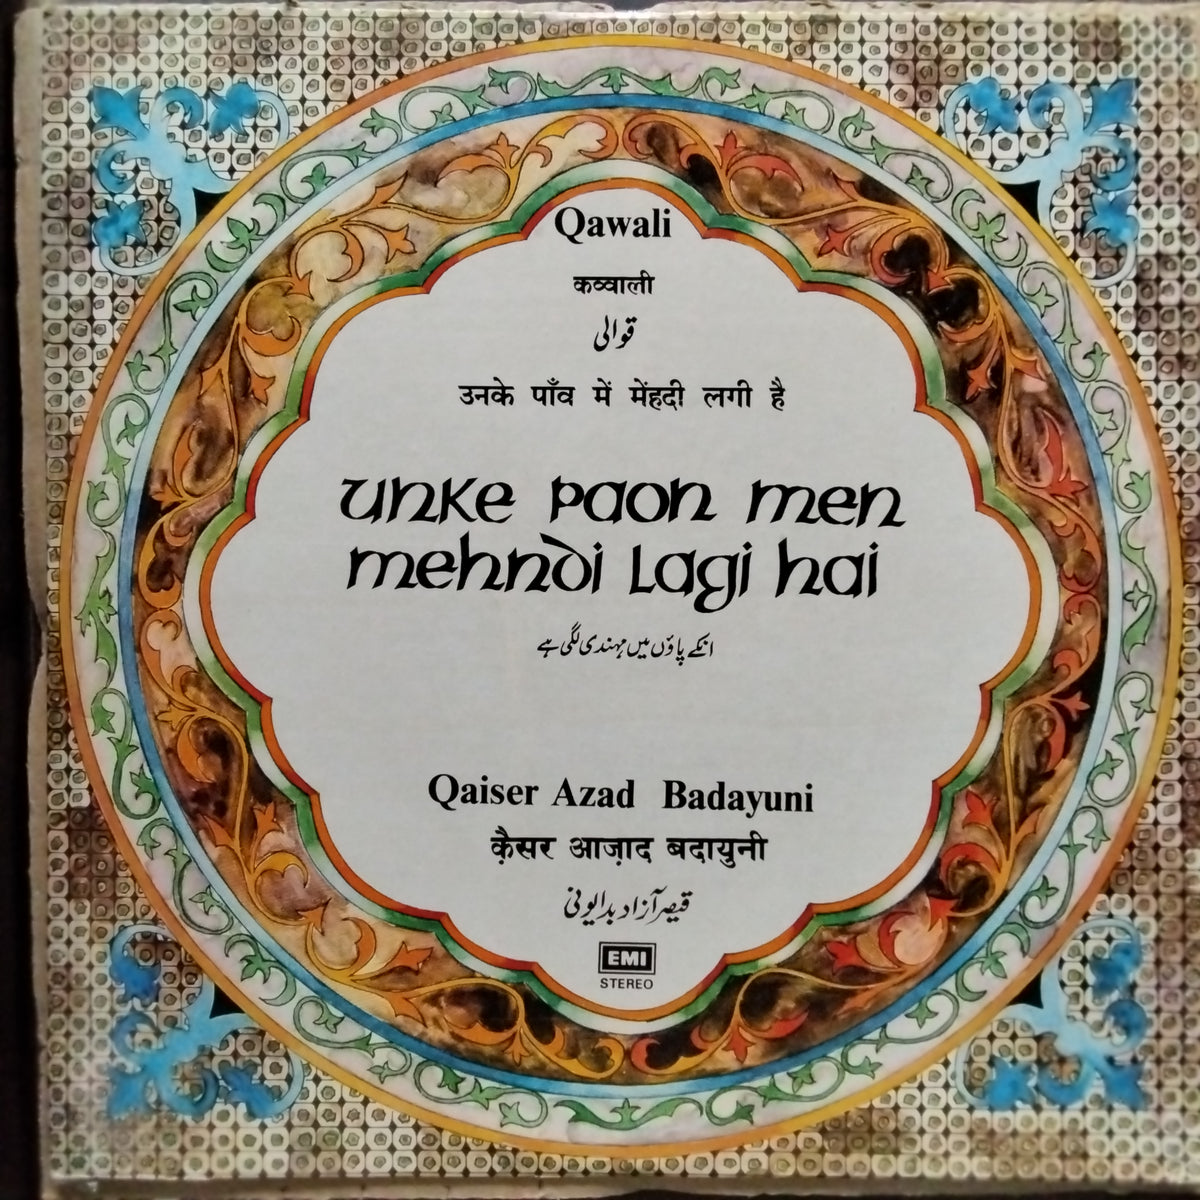 Qawali
कव्वाली
قوالی
उनके पाँव में मेंहदी लगी है
Unke Paon Men
Mehndi Lagi Hai
انکے پاؤں میں مہندی لگی ہے
Qaiser Azad Badayuni
क़ैसर आज़ाद बदायुनी
قیصر آزاد بدایونی
EMI
STEREO